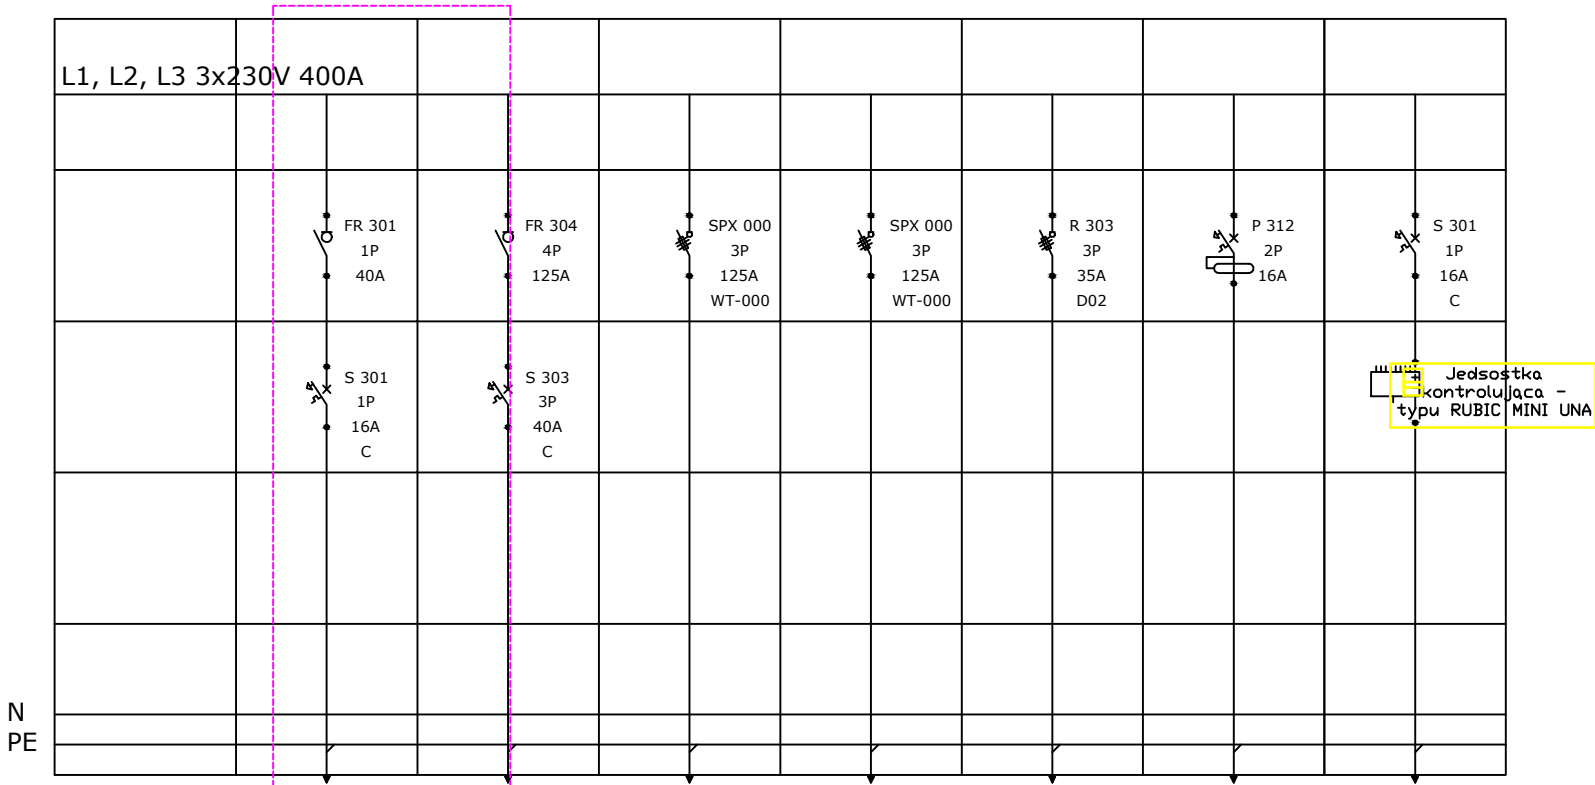 L1, L2, L3 3x230V 400A
FR 301
1P
40A
FR 304
4P
125A
SPX 000
3P
125A
WT-000
SPX 000
3P
125A
WT-000
R 303
3P
35A
D02
P 312
2P
16A
S 301
1P
16A
C
S 301
1P
16A
C
S 303
3P
40A
C
Jedsostka
kontrolująca -
typu RUBIC MINI UNA
N
PE